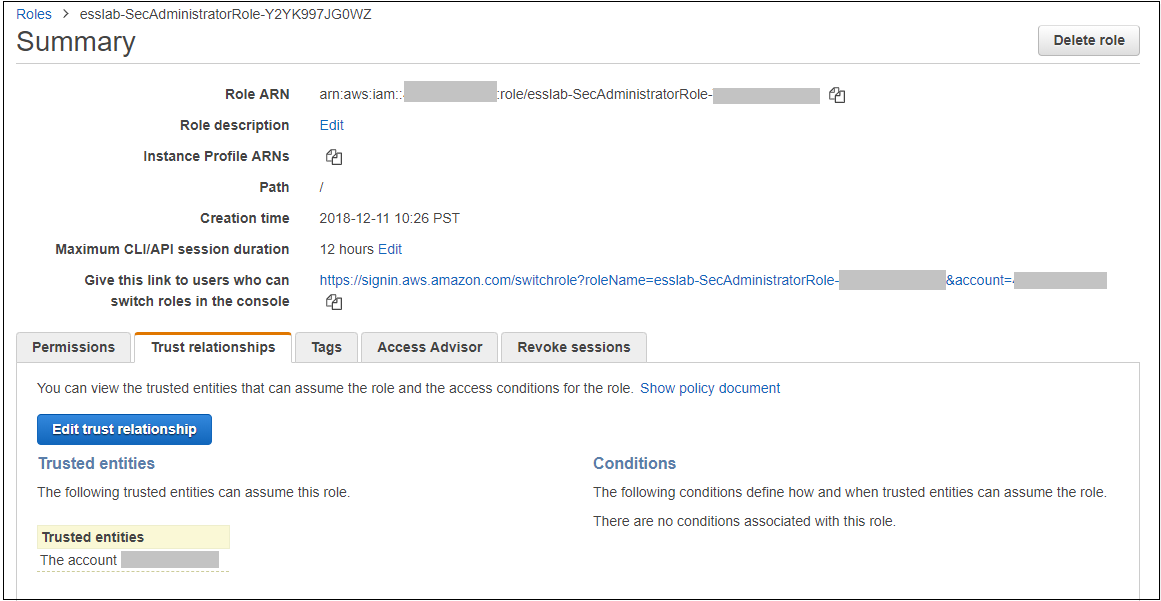 Roles > esslab-SecAdministratorRole-Y2YK997JG0WZ
Summary
Delete role
Role ARN arn:aws:iam:: :role/esslab-SecAdministratorRole-
Role description Edit
Instance Profile ARNs
Path /
Creation time 2018-12-11 10:26 PST
Maximum CLI/API session duration 12 hours Edit
Give this link to users who can switch roles in the console https://signin.aws.amazon.com/switchrole?roleName=esslab-SecAdministratorRole- &account=
Permissions Trust relationships Tags Access Advisor Revoke sessions
You can view the trusted entities that can assume the role and the access conditions for the role. Show policy document
Edit trust relationship
Trusted entities
The following trusted entities can assume this role.
Trusted entities
The account
Conditions
The following conditions define how and when trusted entities can assume the role.
There are no conditions associated with this role.